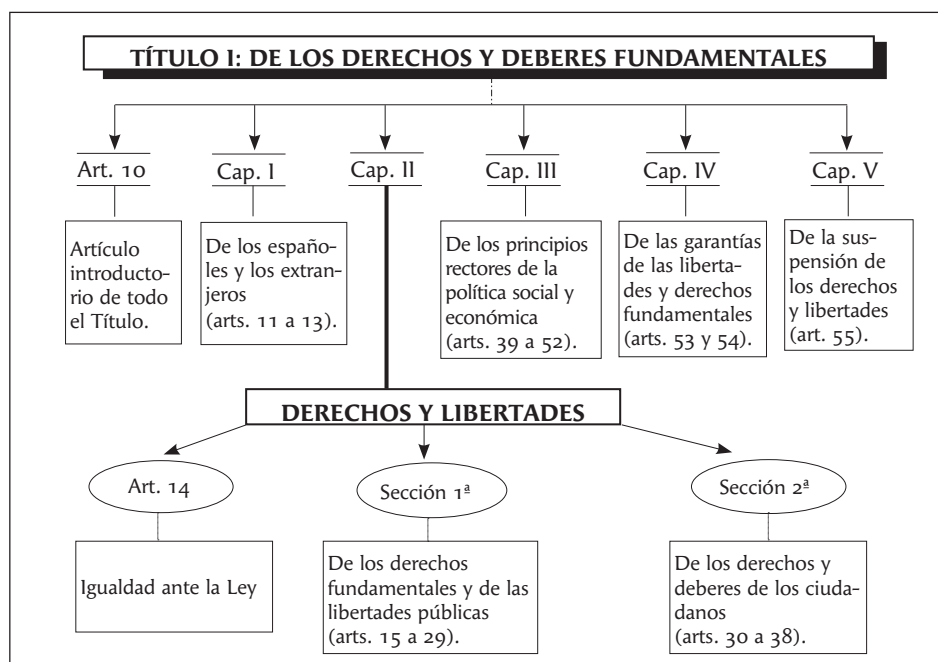 TÍTULO I: DE LOS DERECHOS Y DEBERES FUNDAMENTALES
Art. 10
Cap. I
Cap. II
Cap. III
Cap. IV
Cap. V
Artículo
introducto-
rio de todo
el Título.
De los españo-
les y los extran-
jeros
(arts. 11 a 13).
De los principios
rectores de la
política social y
económica
(arts. 39 a 52).
De las garantías
de las liberta-
des y derechos
fundamentales
(arts. 53 y 54).
De la sus-
pensión de
los derechos
y libertades
(art. 55).
DERECHOS Y LIBERTADES
Art. 14
Sección 1ª
Sección 2ª
Igualdad ante la Ley
De los derechos
fundamentales y de las
libertades públicas
(arts. 15 a 29).
De los derechos y
deberes de los ciuda-
danos
(arts. 30 a 38).